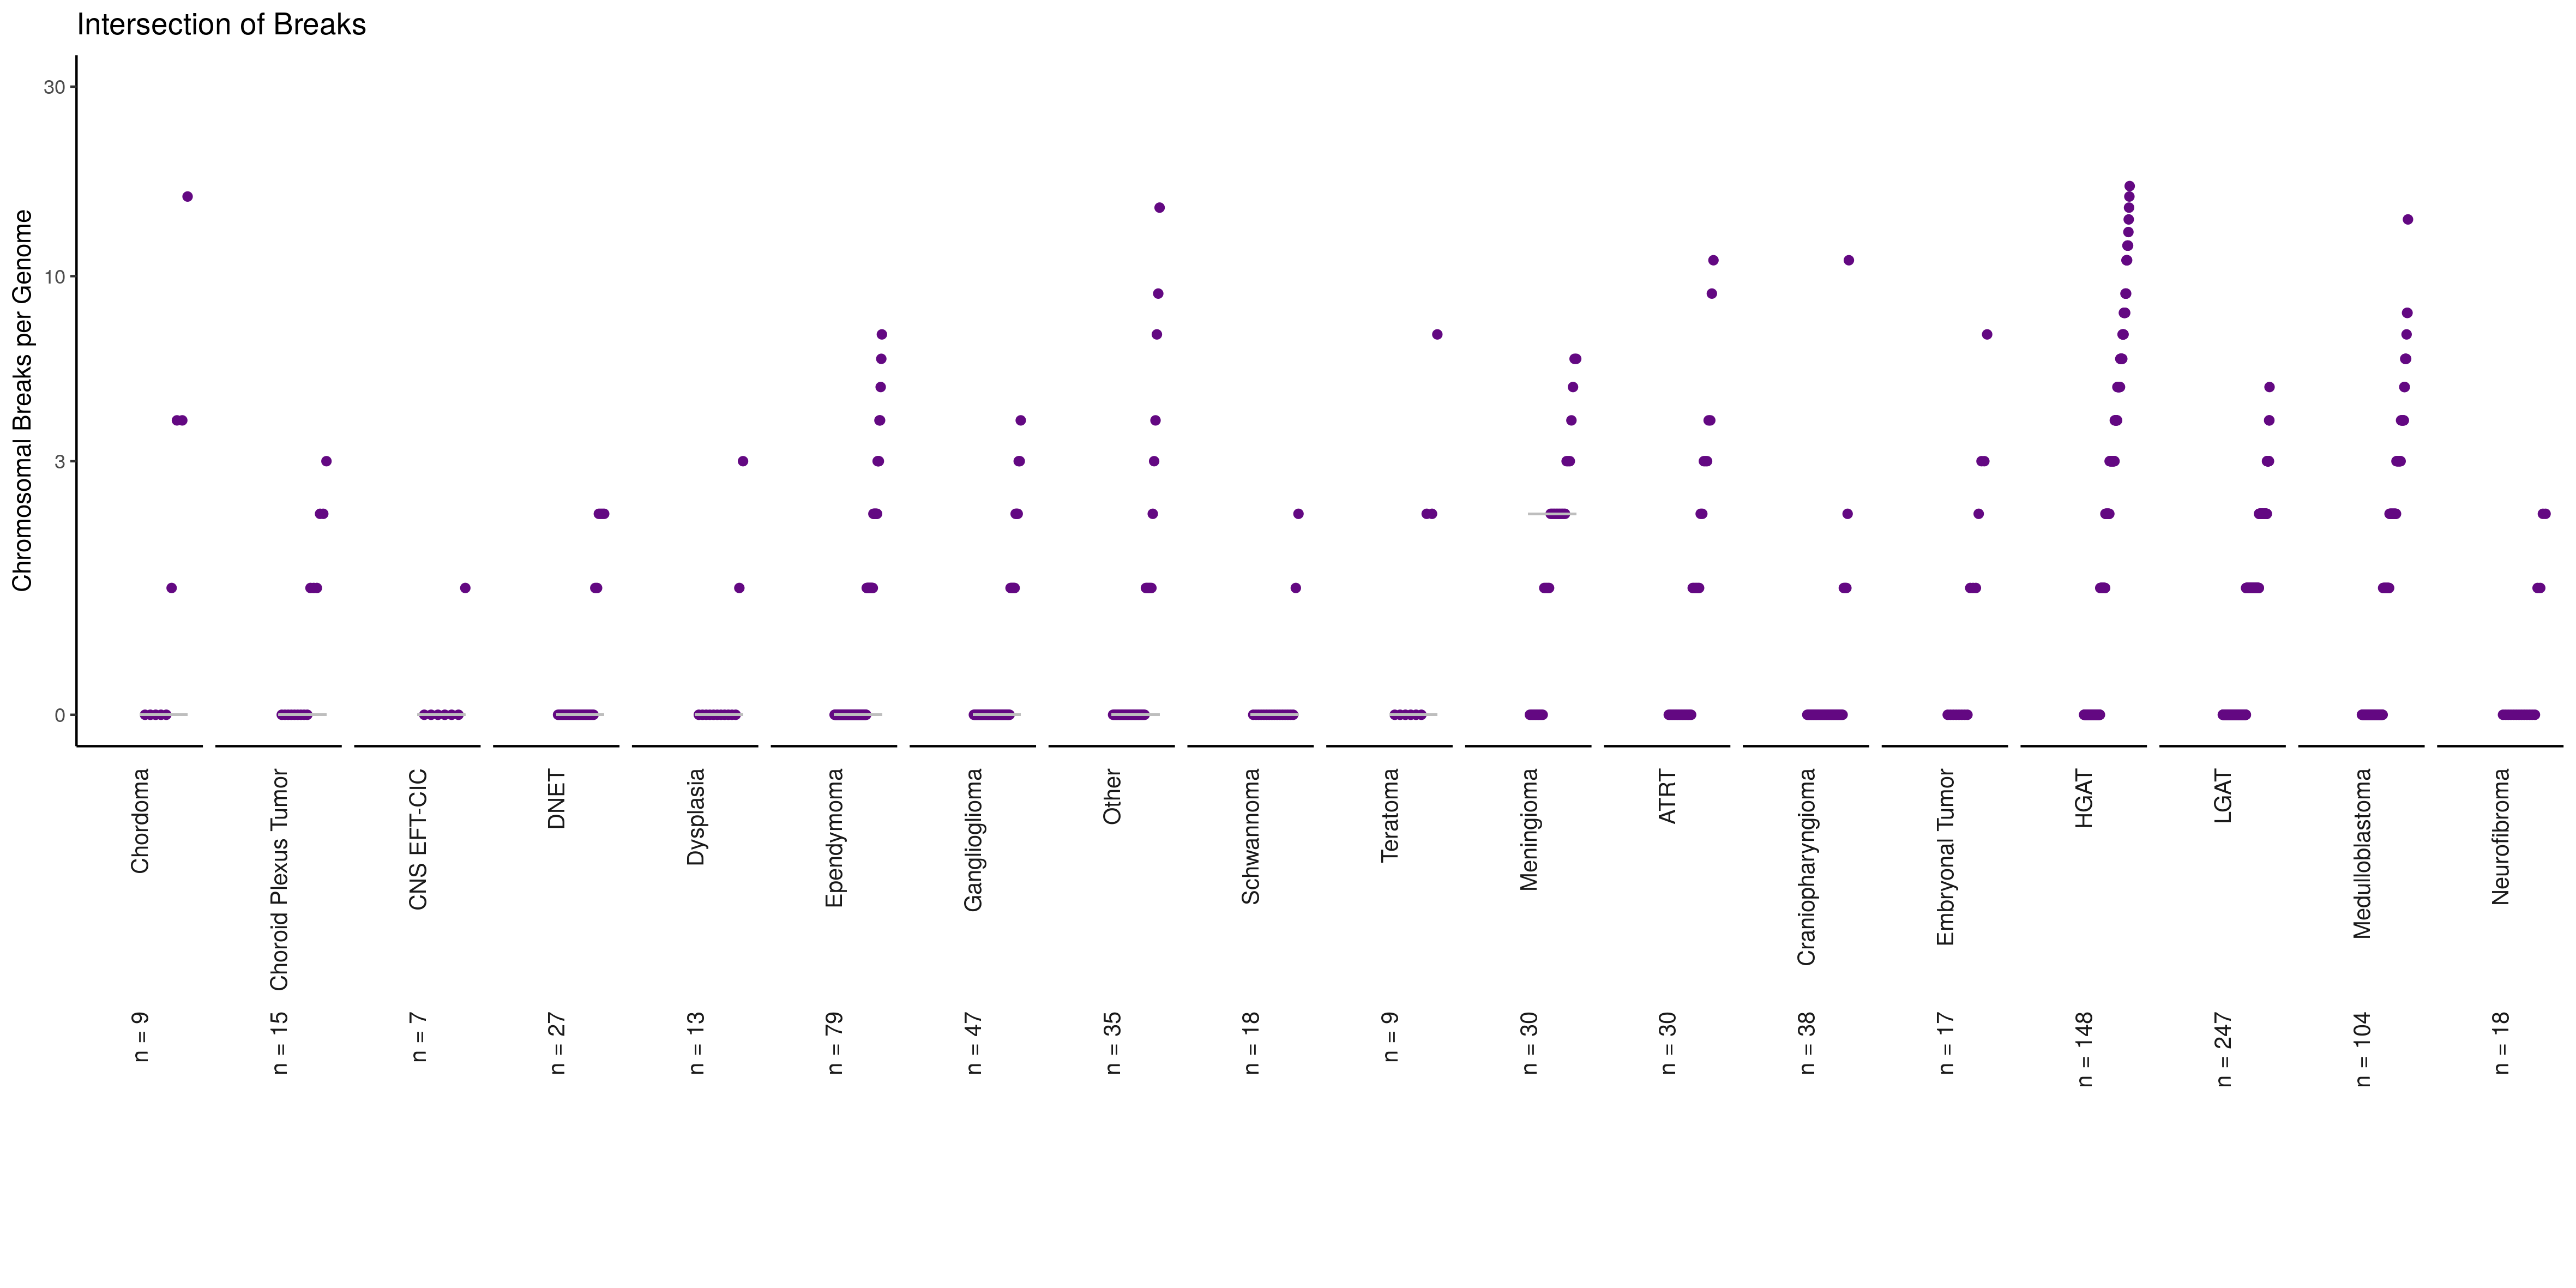 Intersection of Breaks
Chromosomal Breaks per Genome
30
10
3
0
Chordoma
Choroid Plexus Tumor
CNS EFT-CIC
DNET
Dysplasia
Ependymoma
Ganglioglioma
Other
Schwannoma
Teratoma
Meningioma
ATRT
Craniopharyngioma
Embryonal Tumor
HGAT
LGAT
Medulloblastoma
Neurofibroma
n = 9
n = 15
n = 7
n = 27
n = 13
n = 79
n = 47
n = 35
n = 18
n = 9
n = 30
n = 30
n = 38
n = 17
n = 148
n = 247
n = 104
n = 18